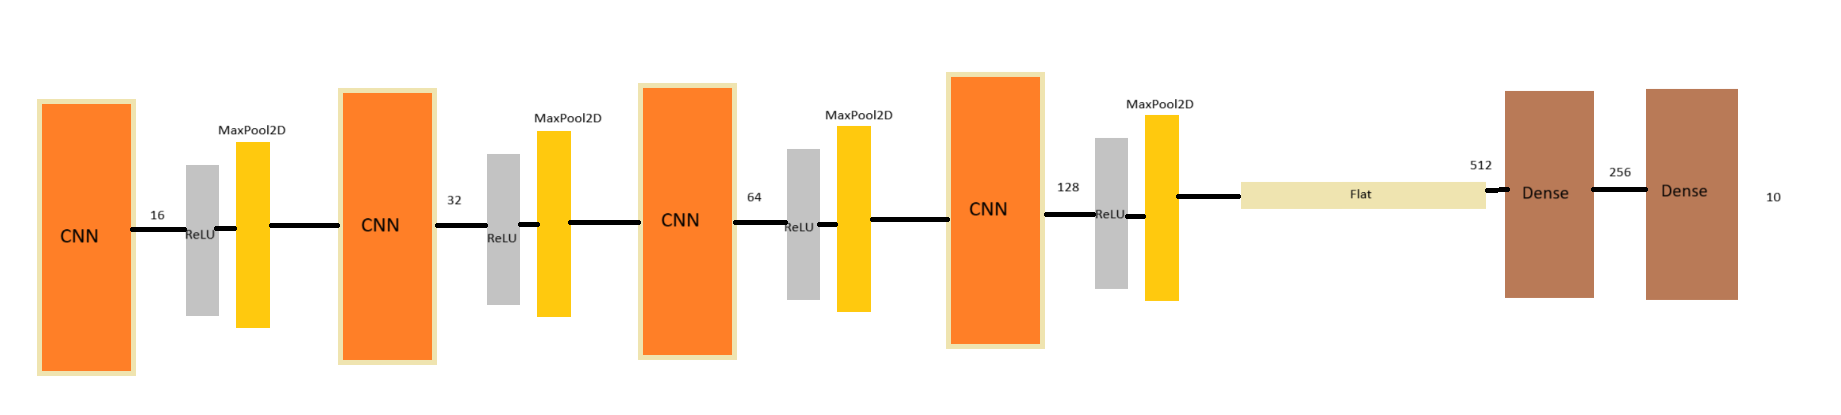 CNN
16
ReLU
MaxPool2D
CNN
32
ReLU
MaxPool2D
CNN
64
ReLU
MaxPool2D
CNN
128
ReLU
MaxPool2D
Flat
512
Dense
256
Dense
10